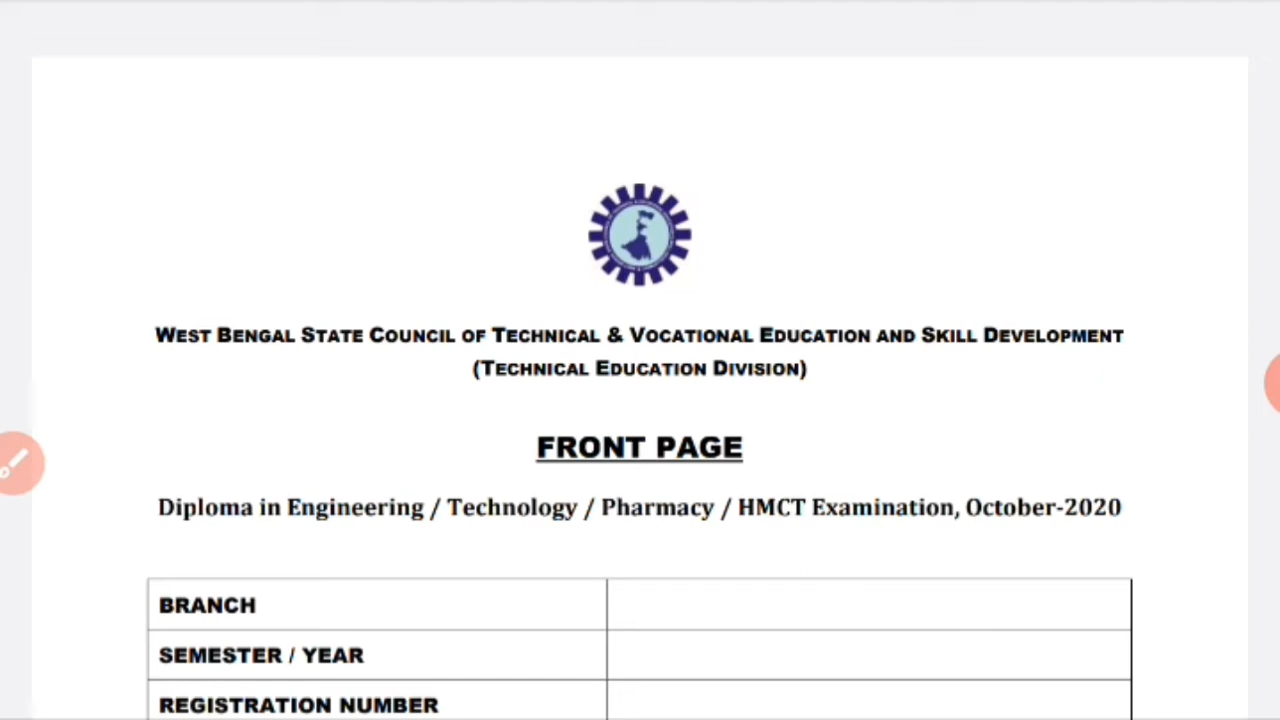 WEST BENGAL STATE COUNCIL OF TECHNICAL & VOCATIONAL EDUCATION AND SKILL DEVELOPMENT
(TECHNICAL EDUCATION DIVISION)
FRONT PAGE
Diploma in Engineering / Technology / Pharmacy / HMCT Examination, October-2020
BRANCH
SEMESTER / YEAR
REGISTRATION NUMBER